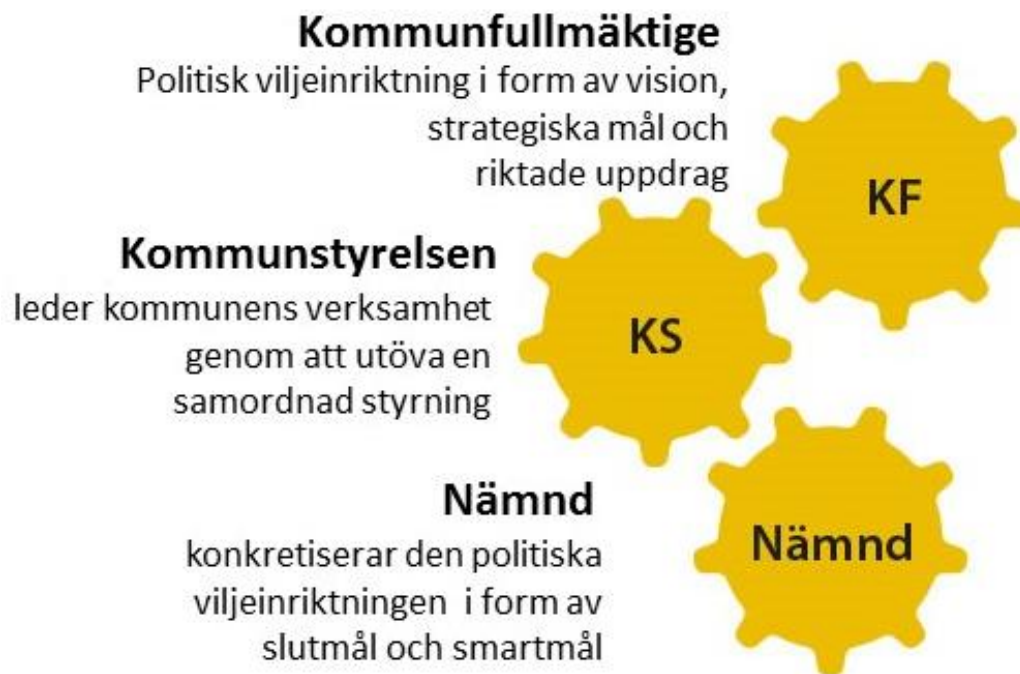 Kommunfullmäktige
Politisk viljeinriktning i form av vision,
strategiska mål och
riktade uppdrag
KF
Kommunstyrelsen
leder kommunens verksamhet
genom att utöva en
samordnad styrning
KS
Nämnd
konkretiserar den politiska
viljeinriktningen i form av
slutmål och smartmål
Nämnd